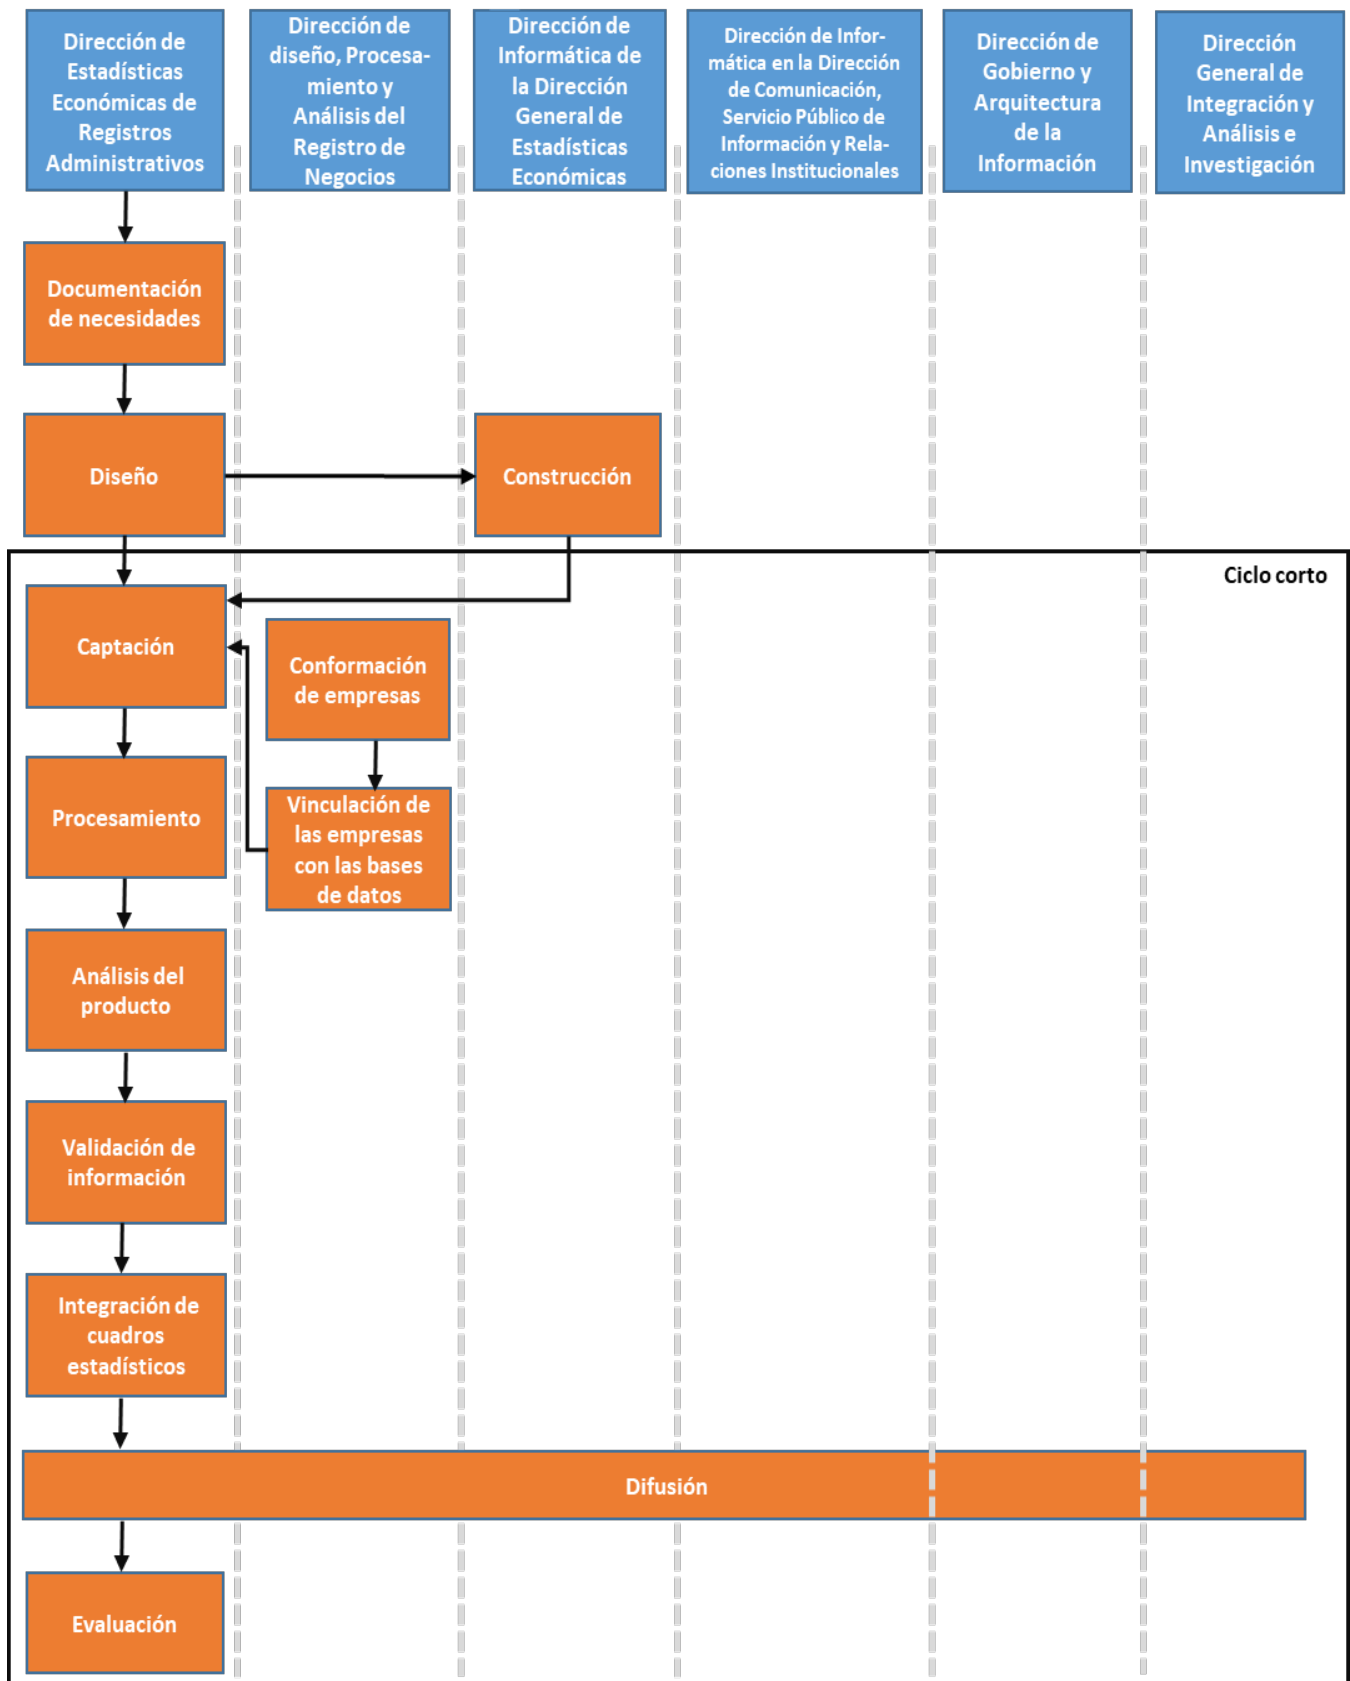 Dirección de
Estadísticas
Económicas de
Registros
Administrativos
Dirección de
diseño, Procesa-
miento y
Análisis del
Registro de
Negocios
Dirección de
Informática de
la Dirección
General de
Estadísticas
Económicas
Dirección de Infor-
mática en la Dirección
de Comunicación,
Servicio Público de
Información y Rela-
ciones Institucionales
Dirección de
Gobierno y
Arquitectura
de la
Información
Dirección
General de
Integración y
Análisis e
Investigación
Documentación
de necesidades
Diseño
Construcción
Ciclo corto
Captación
Conformación
de empresas
Procesamiento
Vinculación de
las empresas
con las bases
de datos
Análisis del
producto
Validación de
información
Integración de
cuadros
estadísticos
Difusión
Evaluación